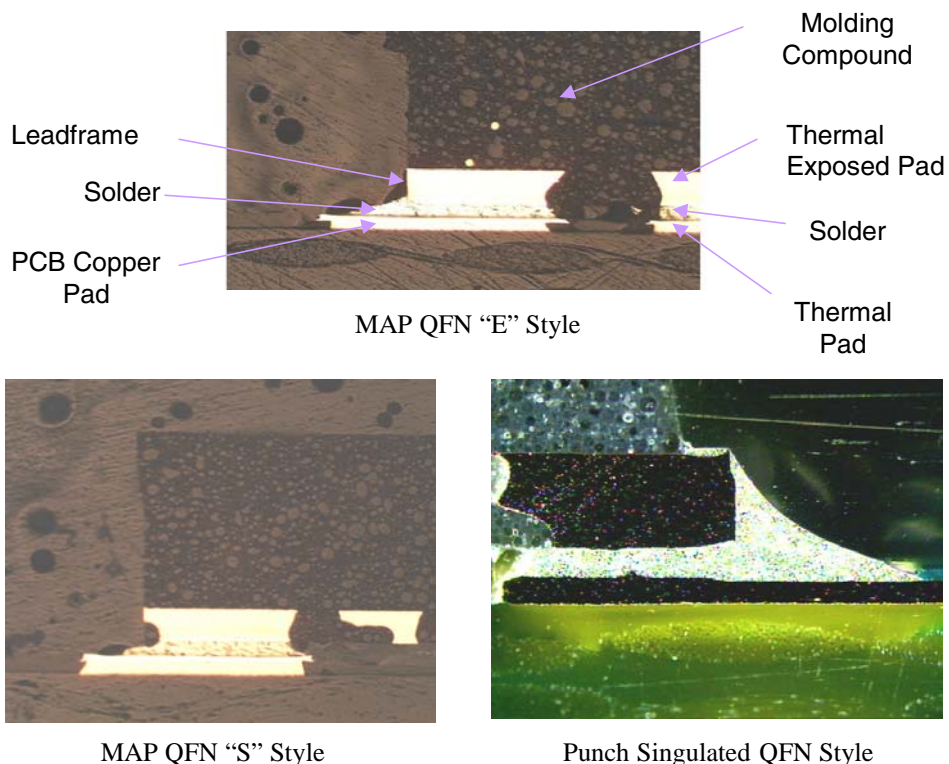 Molding
Compound
Leadframe
Thermal
Exposed Pad
Solder
Solder
PCB Copper
Pad
Thermal
Pad
MAP QFN “E” Style
MAP QFN “S” Style
Punch Singulated QFN Style